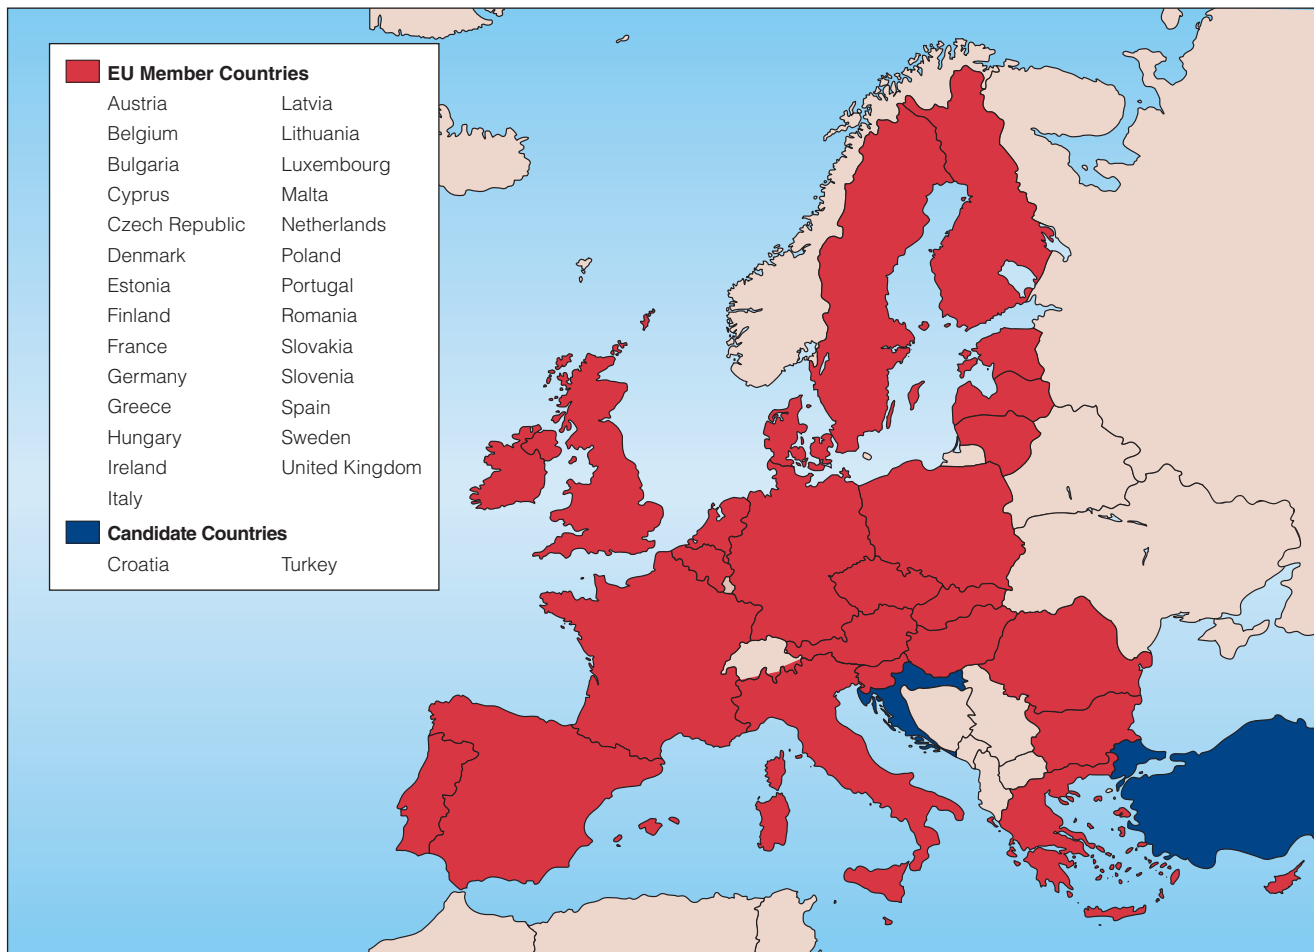 EU Member Countries
Austria Latvia
Belgium Lithuania
Bulgaria Luxembourg
Cyprus Malta
Czech Republic Netherlands
Denmark Poland
Estonia Portugal
Finland Romania
France Slovakia
Germany Slovenia
Greece Spain
Hungary Sweden
Ireland United Kingdom
Italy
Candidate Countries
Croatia Turkey